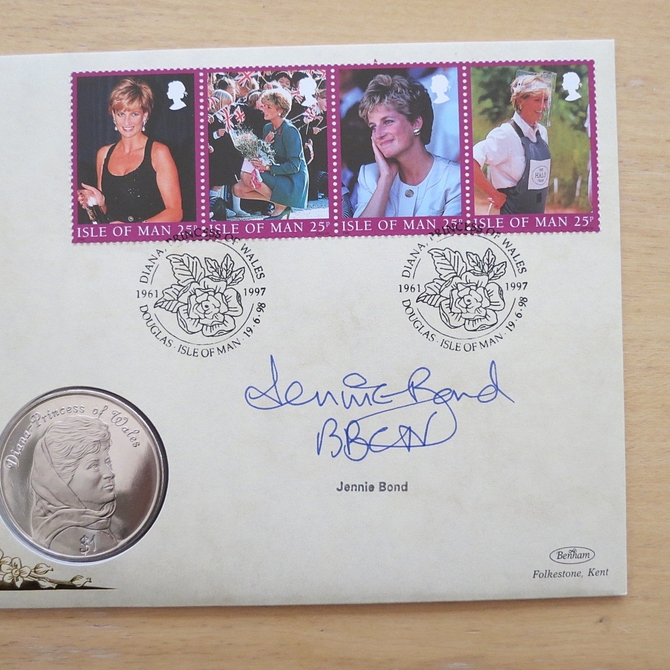 ISLE OF MAN 25P
ISLE OF MAN 25P
ISLE OF MAN 25P
ISLE OF MAN 25P
HALO
DIANA, PRINCESS OF WALES
1961 1997
DOUGLAS · ISLE OF MAN · 19·6·98
DIANA, PRINCESS OF WALES
1961 1997
DOUGLAS · ISLE OF MAN · 19·6·98
Jennie Bond
BBC TV
Jennie Bond
Diana-Princess of Wales
$1
Benham
Folkestone, Kent